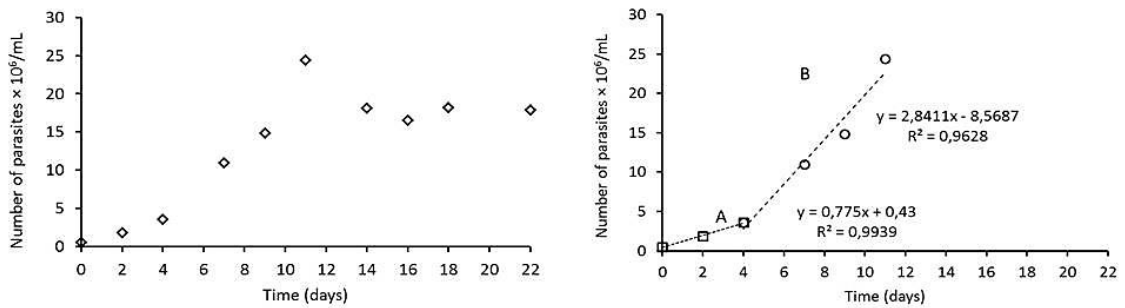 Number of parasites × 10⁶/mL
30
25
20
15
10
5
0
0 2 4 6 8 10 12 14 16 18 20 22
Time (days)
Number of parasites × 10⁶/mL
30
25
20
15
10
5
0
B
y = 2,8411x - 8,5687
R² = 0,9628
A
y = 0,775x + 0,43
R² = 0,9939
0 2 4 6 8 10 12 14 16 18 20 22
Time (days)